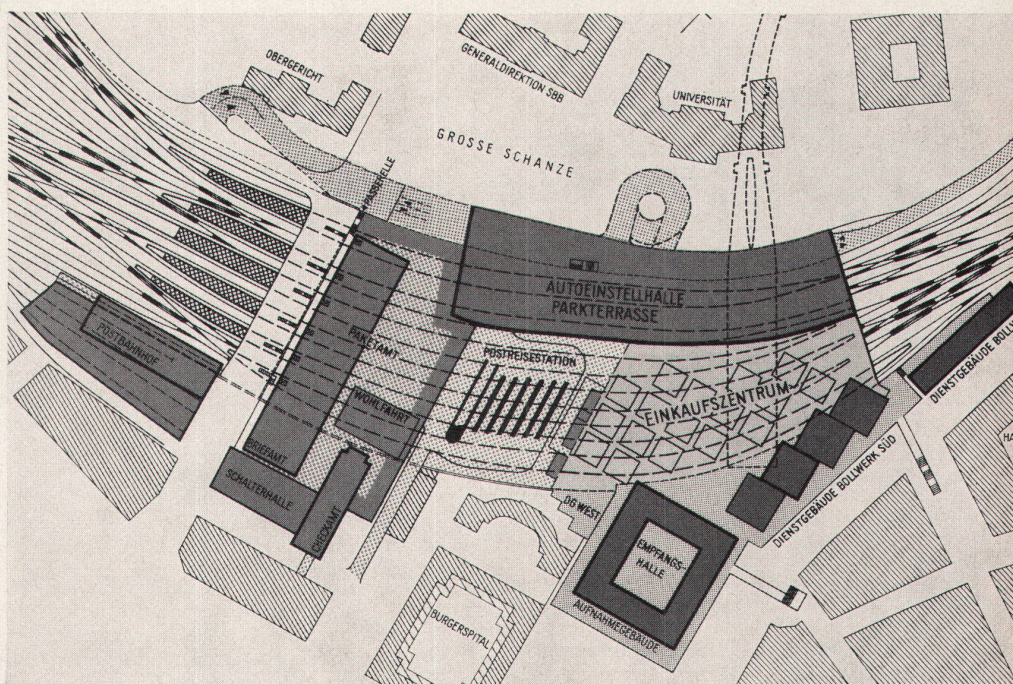 OBERGERICHT
GENERALDIREKTION SBB
UNIVERSITÄT
GROSSE SCHANZE
AUTOEINSTELLHALLE
PARKTERRASSE
POSTBAHNHOF
PAKETAMT
POSTREISESTATION
WOHLFAHRT
EINKAUFSZENTRUM
BRIEFAMT
SCHALTERHALLE
CHECKAMT
DG WEST
EMPFANGS-
HALLE
AUFNAHMEGEBÄUDE
BURGERSPITAL
DIENSTGEBÄUDE BOLLWERK SÜD
DIENSTGEBÄUDE